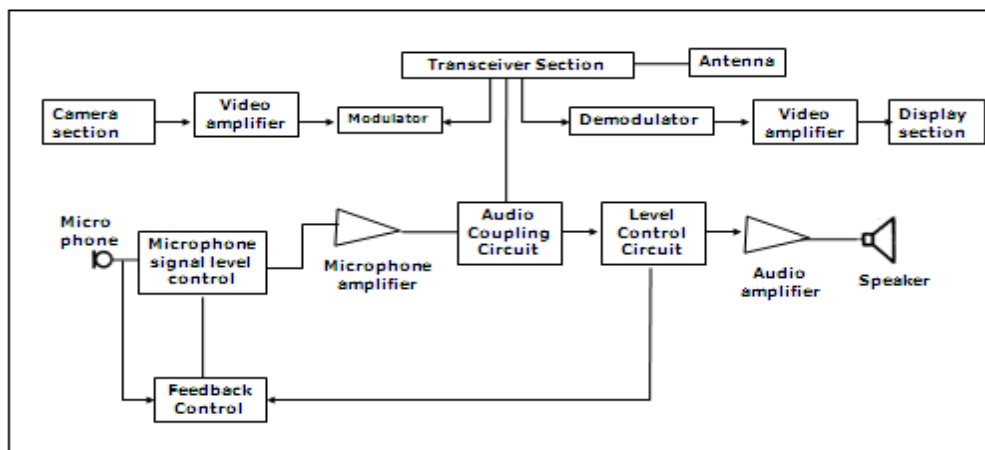 Transceiver Section
Antenna
Camera
section
Video
amplifier
Modulator
Demodulator
Video
amplifier
Display
section
Micro
phone
Microphone
signal level
control
Microphone
amplifier
Audio
Coupling
Circuit
Level
Control
Circuit
Audio
amplifier
Speaker
Feedback
Control